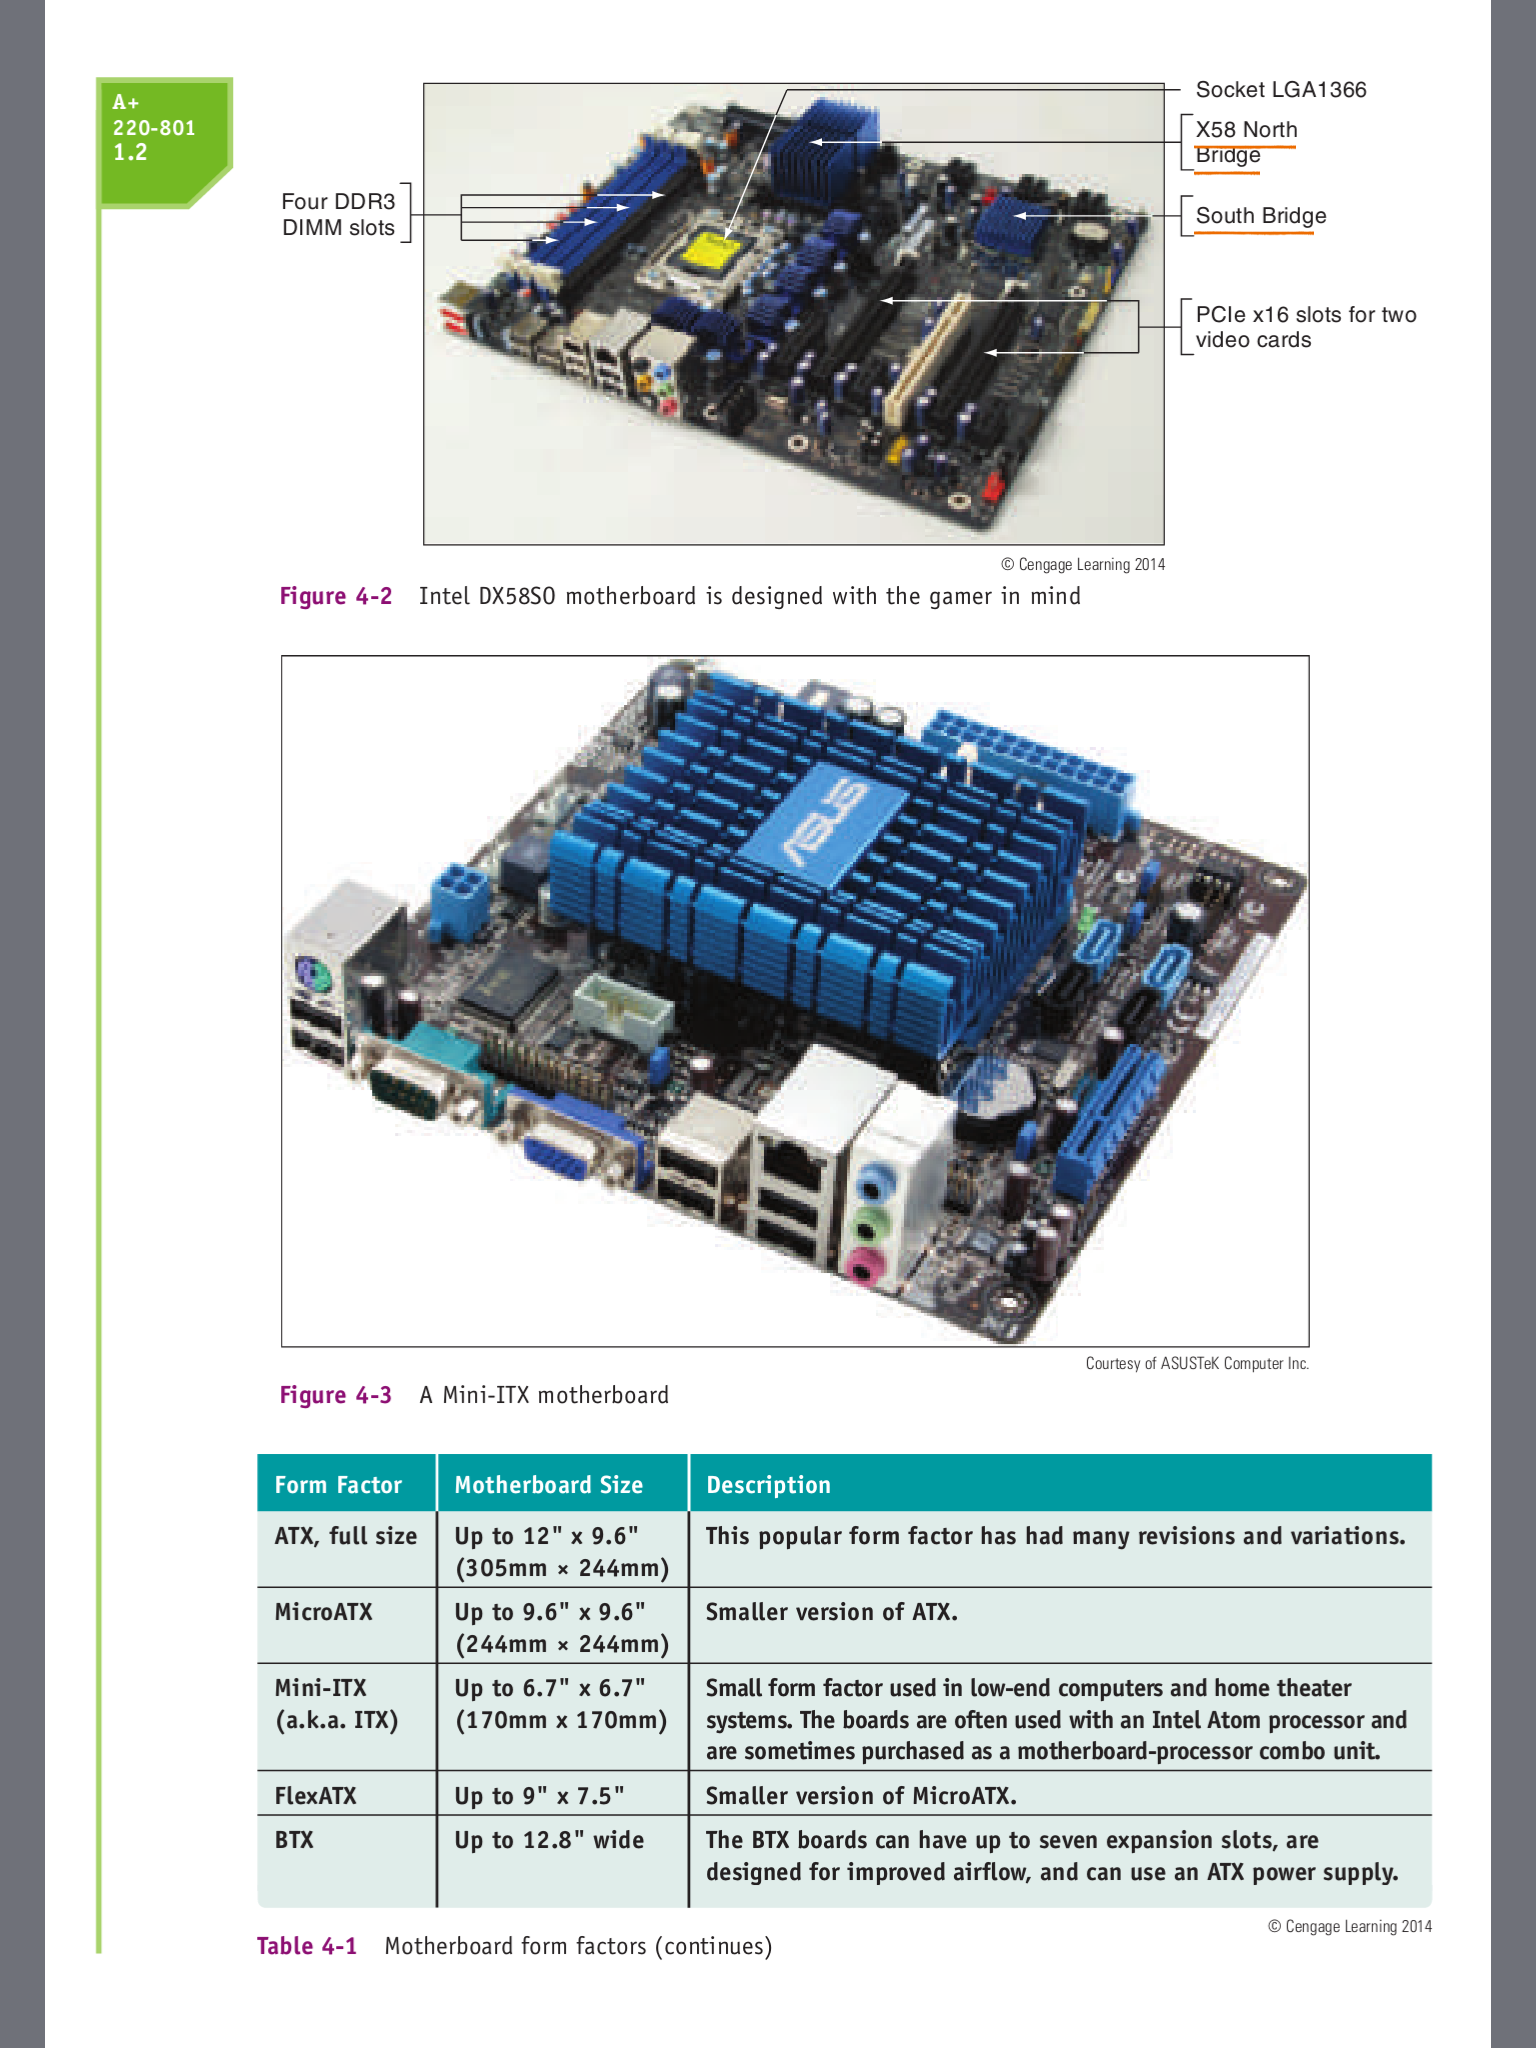 A+
220-801
1.2
Socket LGA1366
X58 North
Bridge
South Bridge
Four DDR3
DIMM slots
PCIe x16 slots for two
video cards
© Cengage Learning 2014
Figure 4-2 Intel DX58SO motherboard is designed with the gamer in mind
ASUS
Courtesy of ASUSTeK Computer Inc.
Figure 4-3 A Mini-ITX motherboard
Form Factor Motherboard Size Description
ATX, full size Up to 12" x 9.6" This popular form factor has had many revisions and variations.
(305mm × 244mm)
MicroATX Up to 9.6" x 9.6" Smaller version of ATX.
(244mm × 244mm)
Mini-ITX Up to 6.7" x 6.7" Small form factor used in low-end computers and home theater
(a.k.a. ITX) (170mm x 170mm) systems. The boards are often used with an Intel Atom processor and
are sometimes purchased as a motherboard-processor combo unit.
FlexATX Up to 9" x 7.5" Smaller version of MicroATX.
BTX Up to 12.8" wide The BTX boards can have up to seven expansion slots, are
designed for improved airflow, and can use an ATX power supply.
© Cengage Learning 2014
Table 4-1 Motherboard form factors (continues)